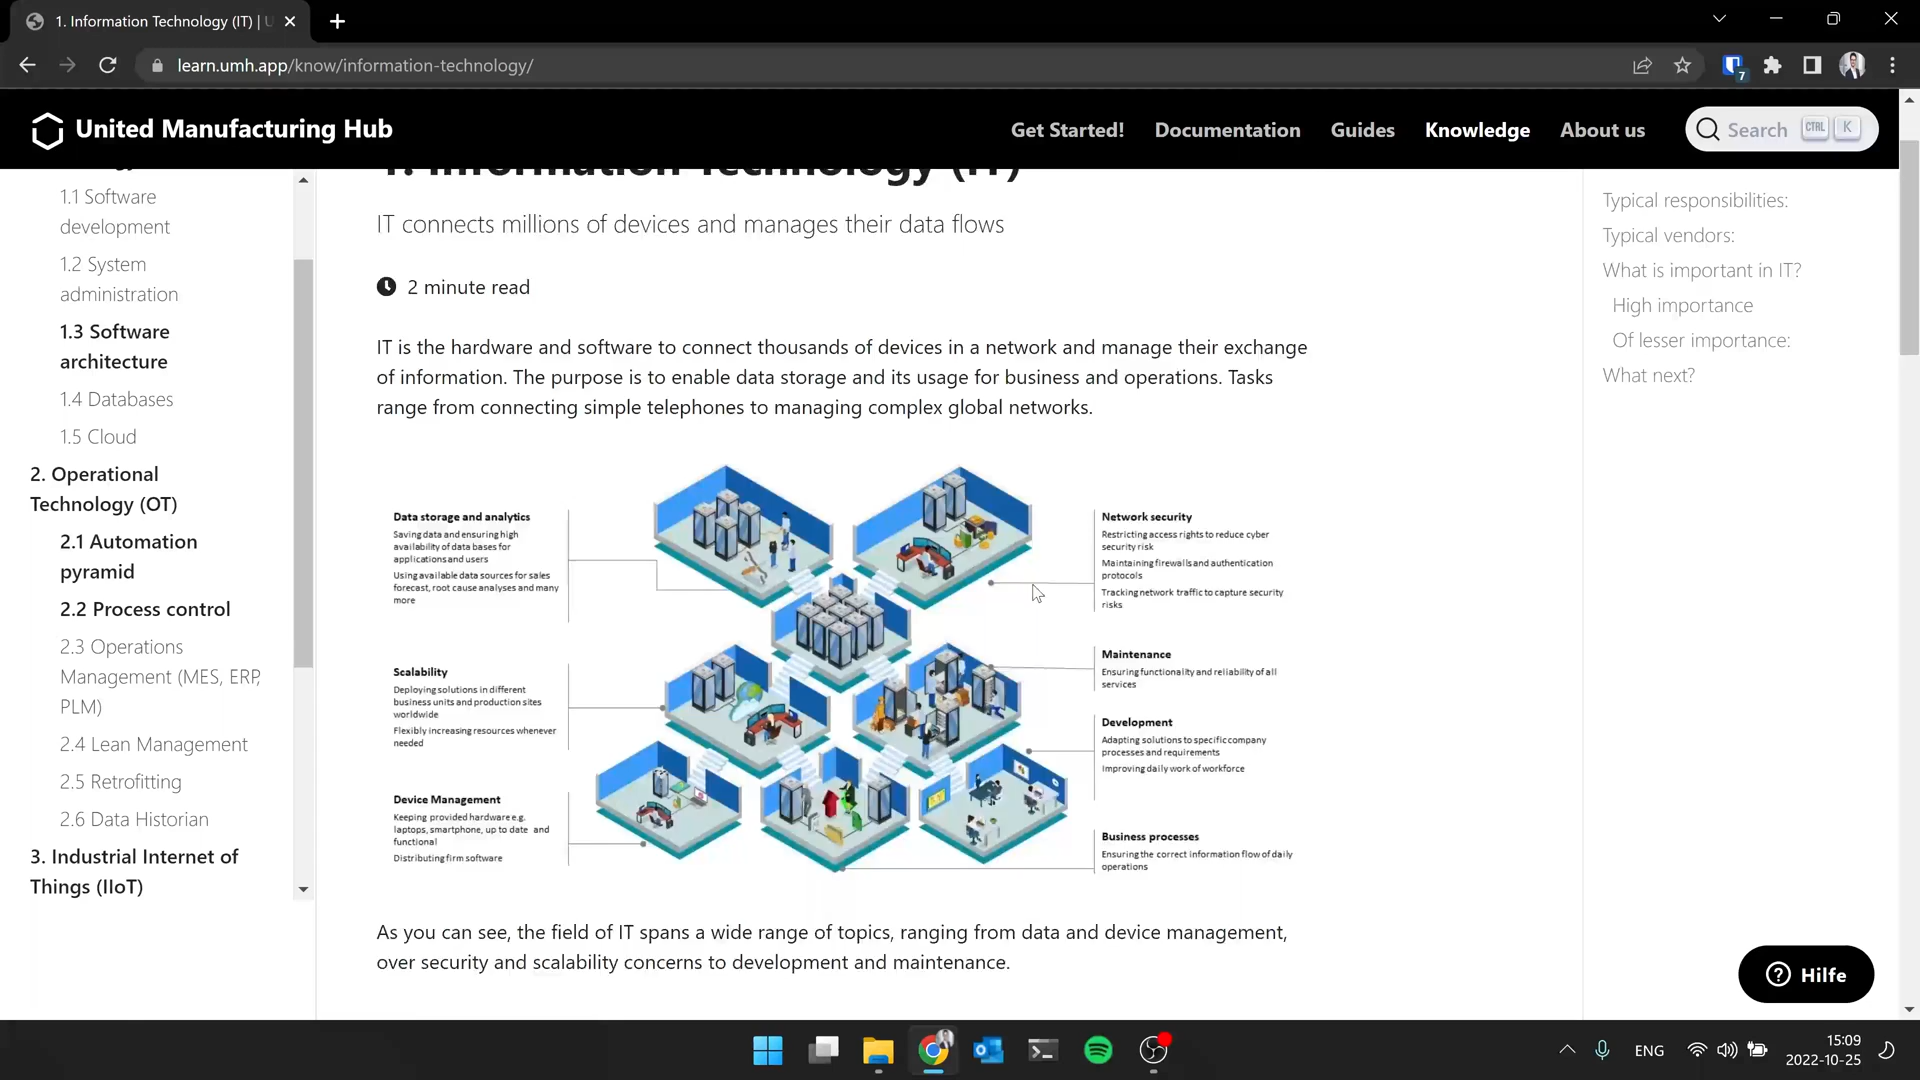 1. Information Technology (IT) | U
learn.umh.app/know/information-technology/
7
United Manufacturing Hub
Get Started!
Documentation
Guides
Knowledge
About us
Search
CTRL
K
1.1 Software
development
1.2 System
administration
1.3 Software
architecture
1.4 Databases
1.5 Cloud
2. Operational
Technology (OT)
2.1 Automation
pyramid
2.2 Process control
2.3 Operations
Management (MES, ERP,
PLM)
2.4 Lean Management
2.5 Retrofitting
2.6 Data Historian
3. Industrial Internet of
Things (IIoT)
1. Information Technology (IT)
IT connects millions of devices and manages their data flows
2 minute read
IT is the hardware and software to connect thousands of devices in a network and manage their exchange
of information. The purpose is to enable data storage and its usage for business and operations. Tasks
range from connecting simple telephones to managing complex global networks.
Data storage and analytics
Saving data and ensuring high
availability of data bases for
applications and users
Using available data sources for sales
forecast, root cause analyses and many
more
Scalability
Deploying solutions in different
business units and production sites
worldwide
Flexibly increasing resources whenever
needed
Device Management
Keeping provided hardware e.g.
laptops, smartphone, up to date and
functional
Distributing firm software
Network security
Restricting access rights to reduce cyber
security risk
Maintaining firewalls and authentication
protocols
Tracking network traffic to capture security
risks
Maintenance
Ensuring functionality and reliability of all
services
Development
Adapting solutions to specific company
processes and requirements
Improving daily work of workforce
Business processes
Ensuring the correct information flow of daily
operations
As you can see, the field of IT spans a wide range of topics, ranging from data and device management,
over security and scalability concerns to development and maintenance.
Typical responsibilities:
Typical vendors:
What is important in IT?
High importance
Of lesser importance:
What next?
Hilfe
ENG
15:09
2022-10-25